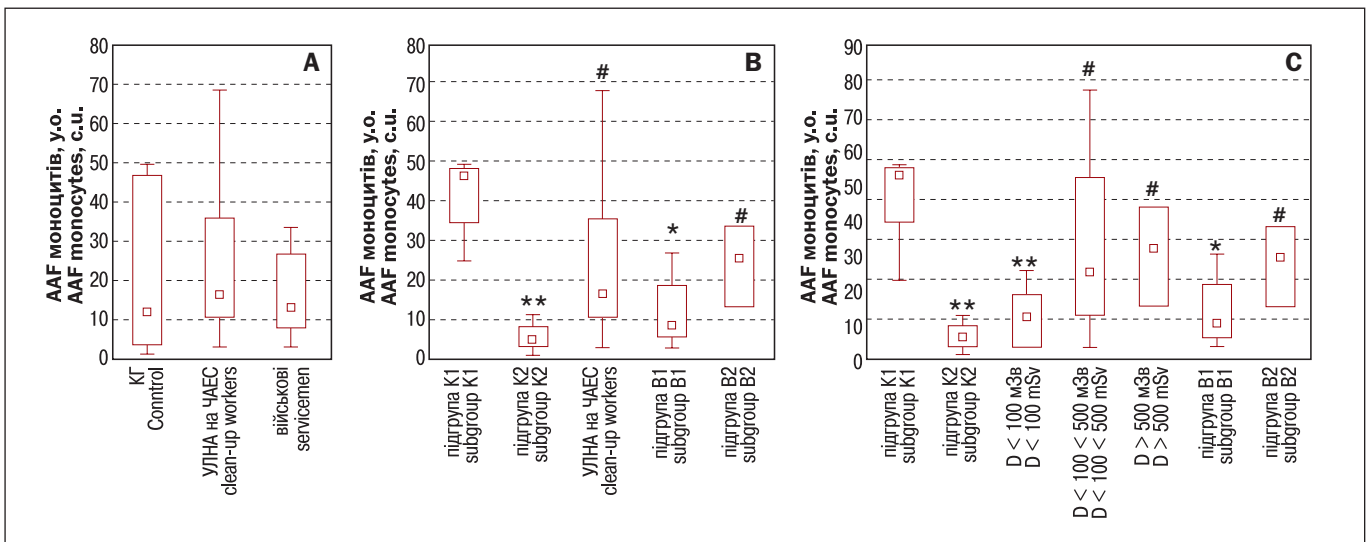 A
AAF моноцитів, у.о.
AAF monocytes, c.u.
80
70
60
50
40
30
20
10
0
КГ
Conntrol
УЛНА на ЧАЕС
clean-up workers
військові
servicemen
B
AAF моноцитів, у.о.
AAF monocytes, c.u.
80
70
60
50
40
30
20
10
0
**
#
*
#
підгрупа К1
subgroup K1
підгрупа К2
subgroup K2
УЛНА на ЧАЕС
clean-up workers
підгрупа В1
subgroup B1
підгрупа В2
subgroup B2
C
AAF моноцитів, у.о.
AAF monocytes, c.u.
90
80
70
60
50
40
30
20
10
0
**
**
#
#
*
#
підгрупа К1
subgroup K1
підгрупа К2
subgroup K2
D < 100 мЗв
D < 100 mSv
D < 100 < 500 мЗв
D < 100 < 500 mSv
D > 500 мЗв
D > 500 mSv
підгрупа В1
subgroup B1
підгрупа В2
subgroup B2